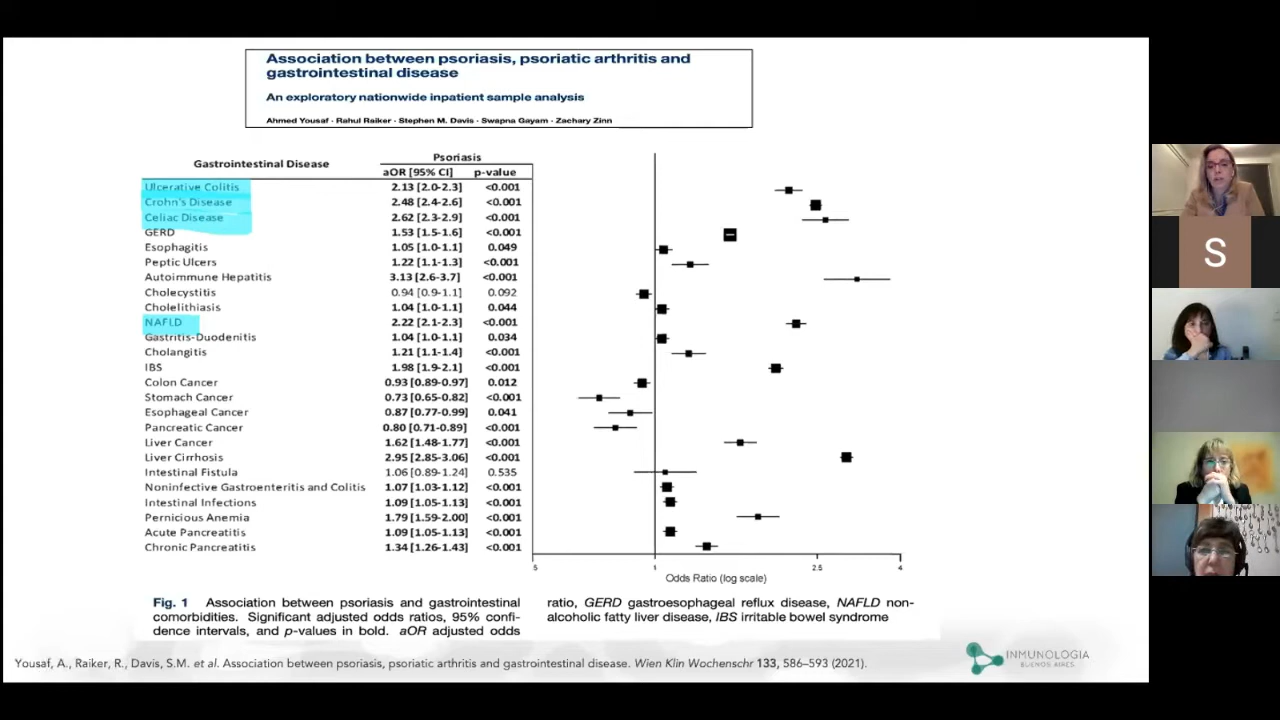 Association between psoriasis, psoriatic arthritis and
gastrointestinal disease
An exploratory nationwide inpatient sample analysis
Ahmed Yousaf · Rahul Raiker · Stephen M. Davis · Swapna Gayam · Zachary Zinn
Gastrointestinal Disease
Psoriasis
aOR [95% CI] p-value
Ulcerative Colitis 2.13 [2.0-2.3] <0.001
Crohn's Disease 2.48 [2.4-2.6] <0.001
Celiac Disease 2.62 [2.3-2.9] <0.001
GERD 1.53 [1.5-1.6] <0.001
Esophagitis 1.05 [1.0-1.1] 0.049
Peptic Ulcers 1.22 [1.1-1.3] <0.001
Autoimmune Hepatitis 3.13 [2.6-3.7] <0.001
Cholecystitis 0.94 [0.9-1.1] 0.092
Cholelithiasis 1.04 [1.0-1.1] 0.044
NAFLD 2.22 [2.1-2.3] <0.001
Gastritis-Duodenitis 1.04 [1.0-1.1] 0.034
Cholangitis 1.21 [1.1-1.4] <0.001
IBS 1.98 [1.9-2.1] <0.001
Colon Cancer 0.93 [0.89-0.97] 0.012
Stomach Cancer 0.73 [0.65-0.82] <0.001
Esophageal Cancer 0.87 [0.77-0.99] 0.041
Pancreatic Cancer 0.80 [0.71-0.89] <0.001
Liver Cancer 1.62 [1.48-1.77] <0.001
Liver Cirrhosis 2.95 [2.85-3.06] <0.001
Intestinal Fistula 1.06 [0.89-1.24] 0.535
Noninfective Gastroenteritis and Colitis 1.07 [1.03-1.12] <0.001
Intestinal Infections 1.09 [1.05-1.13] <0.001
Pernicious Anemia 1.79 [1.59-2.00] <0.001
Acute Pancreatitis 1.09 [1.05-1.13] <0.001
Chronic Pancreatitis 1.34 [1.26-1.43] <0.001
5 1 2.5 4
Odds Ratio (log scale)
Fig. 1 Association between psoriasis and gastrointestinal
comorbidities. Significant adjusted odds ratios, 95% confi-
dence intervals, and p-values in bold. aOR adjusted odds
ratio, GERD gastroesophageal reflux disease, NAFLD non-
alcoholic fatty liver disease, IBS irritable bowel syndrome
Yousaf, A., Raiker, R., Davis, S.M. et al. Association between psoriasis, psoriatic arthritis and gastrointestinal disease. Wien Klin Wochenschr 133, 586–593 (2021).
INMUNOLOGIA
BUENOS AIRES
S